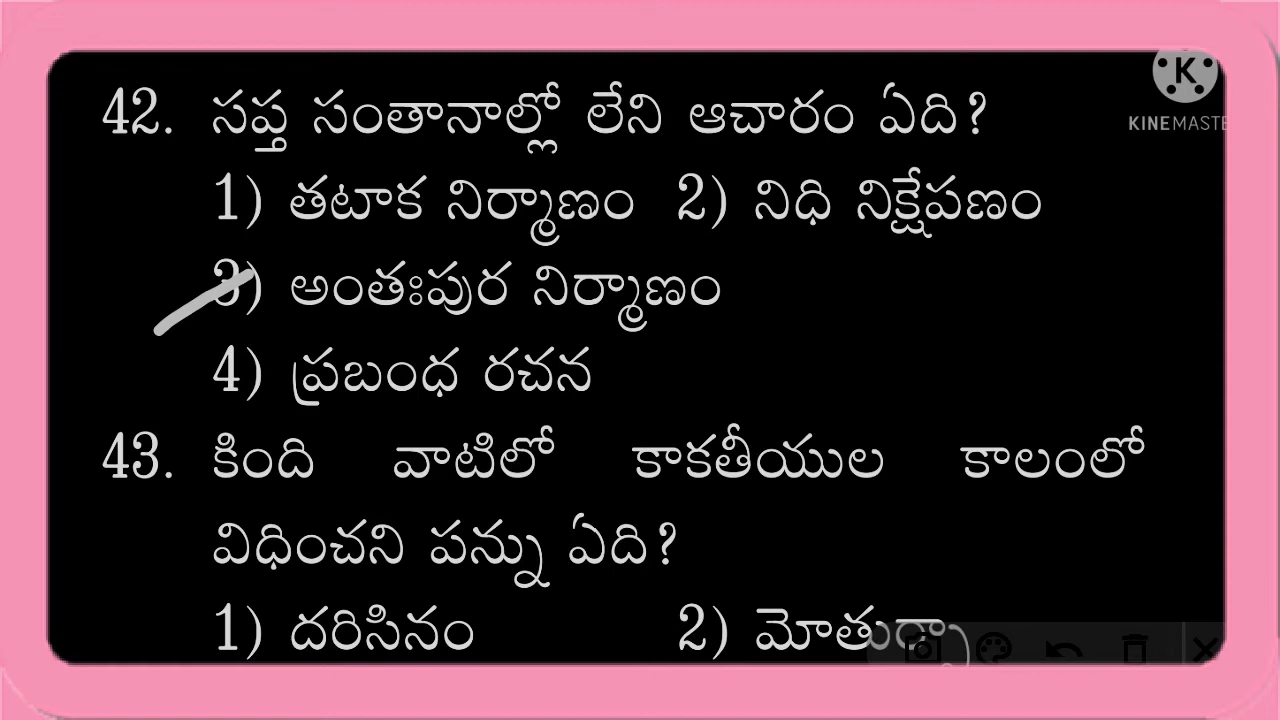 42. సప్త సంతానాల్లో లేని ఆచారం ఏది?
1) తటాక నిర్మాణం 2) నిధి నిక్షేపణం
3) అంతఃపుర నిర్మాణం
4) ప్రబంధ రచన
43. కింది వాటిలో కాకతీయుల కాలంలో
విధించని పన్ను ఏది?
1) దరిసినం 2)
K
KINEMASTE